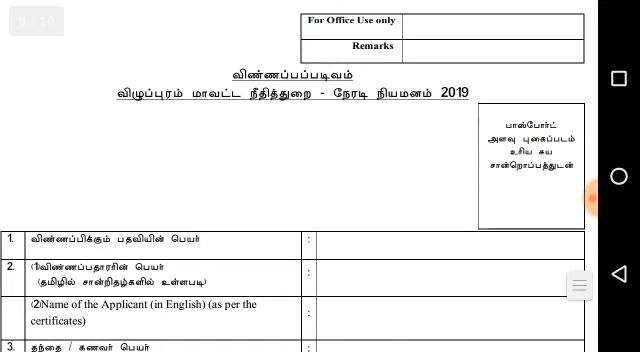 9 / 10
For Office Use only
Remarks
விண்ணப்பப்படிவம்
விழுப்புரம் மாவட்ட நீதித்துறை - நேரடி நியமனம் 2019
பாஸ்போர்ட்
அளவு புகைப்படம்
உரிய சுய
சான்றொப்பத்துடன்
1. விண்ணப்பிக்கும் பதவியின் பெயர் :
2. (1)விண்ணப்பதாரரின் பெயர் :
(தமிழில் சான்றிதழ்களில் உள்ளபடி)
(2)Name of the Applicant (in English) (as per the
certificates) :
3. தந்தை / கணவர் பெயர் :